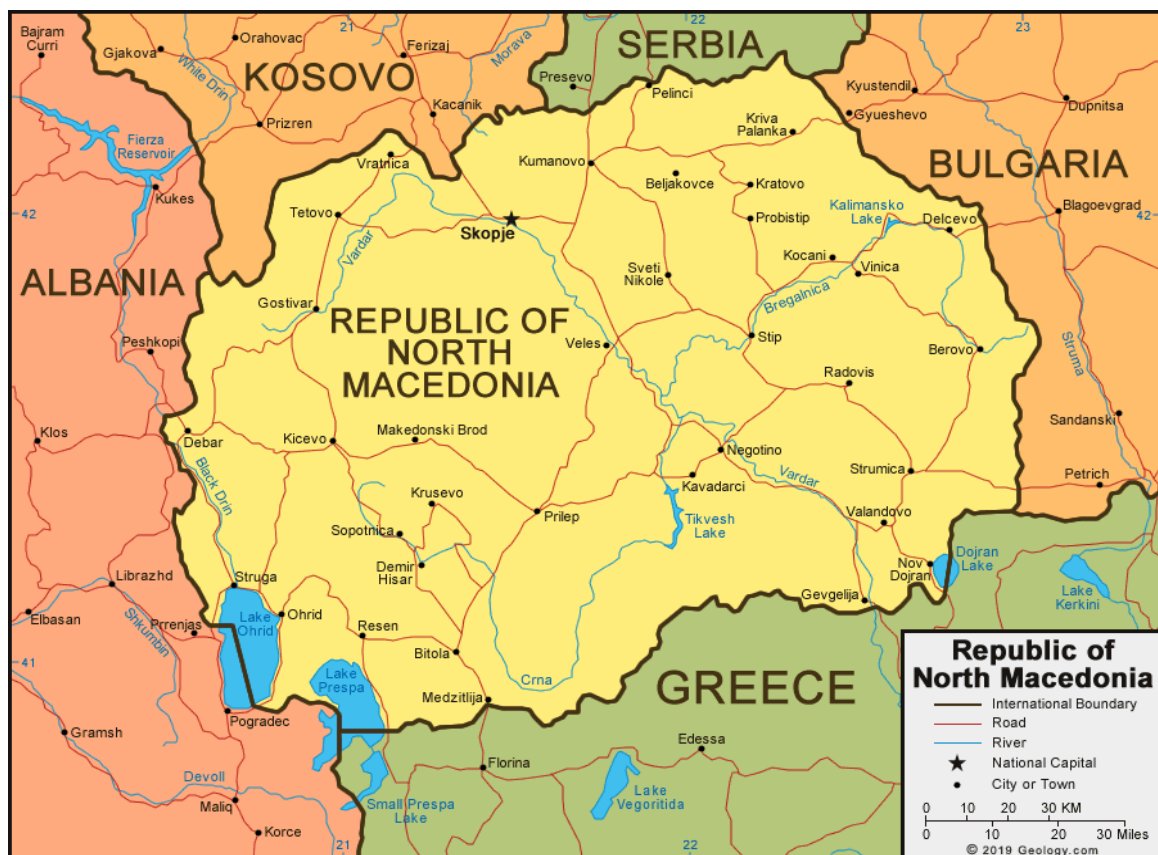 Bajram
Curri
Gjakova
Orahovac
21
Ferizaj
Morava
22
SERBIA
23
White Drin
KOSOVO
Presevo
Pelinci
Kyustendil
Dupnitsa
Kacanik
Gyueshevo
Prizren
Kriva
Palanka
Fierza
Reservoir
Vratnica
Kumanovo
BULGARIA
Kukes
Beljakovce
Kratovo
42
Tetovo
Skopje
Probistip
Kalimansko
Lake
Delcevo
Blagoevgrad
42
Vardar
ALBANIA
Sveti
Nikole
Kocani
Vinica
Gostivar
Bregalnica
REPUBLIC OF
NORTH
MACEDONIA
Struma
Peshkopi
Veles
Stip
Berovo
Radovis
Klos
Debar
Kicevo
Makedonski Brod
Sandanski
Negotino
Black Drin
Vardar
Strumica
Kavadarci
Petrich
Krusevo
Prilep
Tikvesh
Lake
Valandovo
Sopotnica
Demir
Hisar
Nov
Dojran
Dojran
Lake
Librazhd
Struga
Gevgelija
Lake
Kerkini
Elbasan
Shkumbin
Prrenjas
Lake
Ohrid
Ohrid
Resen
41
Bitola
Lake
Prespa
Crna
GREECE
Medzitlija
Pogradec
Gramsh
Edessa
Florina
Devoll
Maliq
Small Prespa
Lake
Lake
Vegoritida
Korce
21
22
Republic of
North Macedonia
International Boundary
Road
River
National Capital
City or Town
0 10 20 30 KM
0 10 20 30 Miles
© 2019 Geology.com